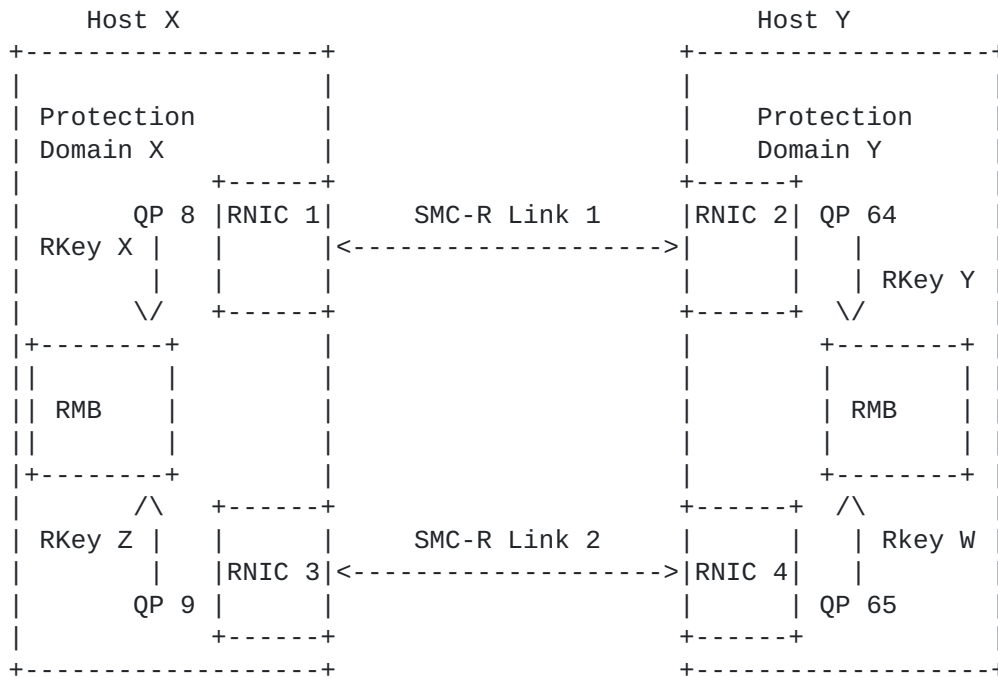 Host X Host Y
Protection Protection
Domain X Domain Y
QP 8 RNIC 1 SMC-R Link 1 RNIC 2 QP 64
RKey X
RKey Y
RMB RMB
RKey Z SMC-R Link 2 Rkey W
RNIC 3 RNIC 4
QP 9 QP 65